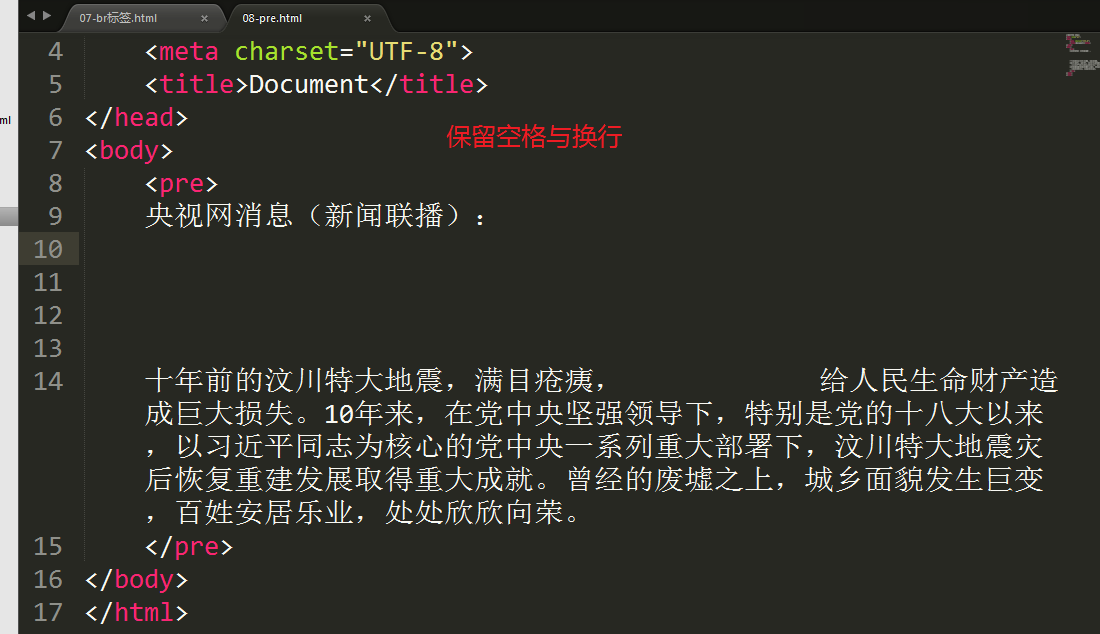 07-br标签.html × 08-pre.html ×
ml
4 <meta charset="UTF-8">
5 <title>Document</title>
6 </head>
保留空格与换行
7 <body>
8 <pre>
9 央视网消息（新闻联播）：
10
11
12
13
14 十年前的汶川特大地震，满目疮痍，              给人民生命财产造
成巨大损失。10年来，在党中央坚强领导下，特别是党的十八大以来
，以习近平同志为核心的党中央一系列重大部署下，汶川特大地震灾
后恢复重建发展取得重大成就。曾经的废墟之上，城乡面貌发生巨变
，百姓安居乐业，处处欣欣向荣。
15 </pre>
16 </body>
17 </html>